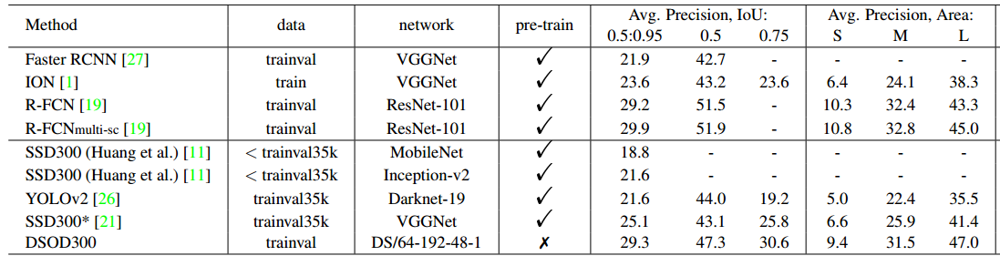 Method data network pre-train Avg. Precision, IoU: Avg. Precision, Area:
0.5:0.95 0.5 0.75 S M L
Faster RCNN [27] trainval VGGNet ✓ 21.9 42.7 - - - -
ION [1] train VGGNet ✓ 23.6 43.2 23.6 6.4 24.1 38.3
R-FCN [19] trainval ResNet-101 ✓ 29.2 51.5 - 10.3 32.4 43.3
R-FCNmulti-sc [19] trainval ResNet-101 ✓ 29.9 51.9 - 10.8 32.8 45.0
SSD300 (Huang et al.) [11] < trainval35k MobileNet ✓ 18.8 - - - - -
SSD300 (Huang et al.) [11] < trainval35k Inception-v2 ✓ 21.6 - - - - -
YOLOv2 [26] trainval35k Darknet-19 ✓ 21.6 44.0 19.2 5.0 22.4 35.5
SSD300* [21] trainval35k VGGNet ✓ 25.1 43.1 25.8 6.6 25.9 41.4
DSOD300 trainval DS/64-192-48-1 ✗ 29.3 47.3 30.6 9.4 31.5 47.0